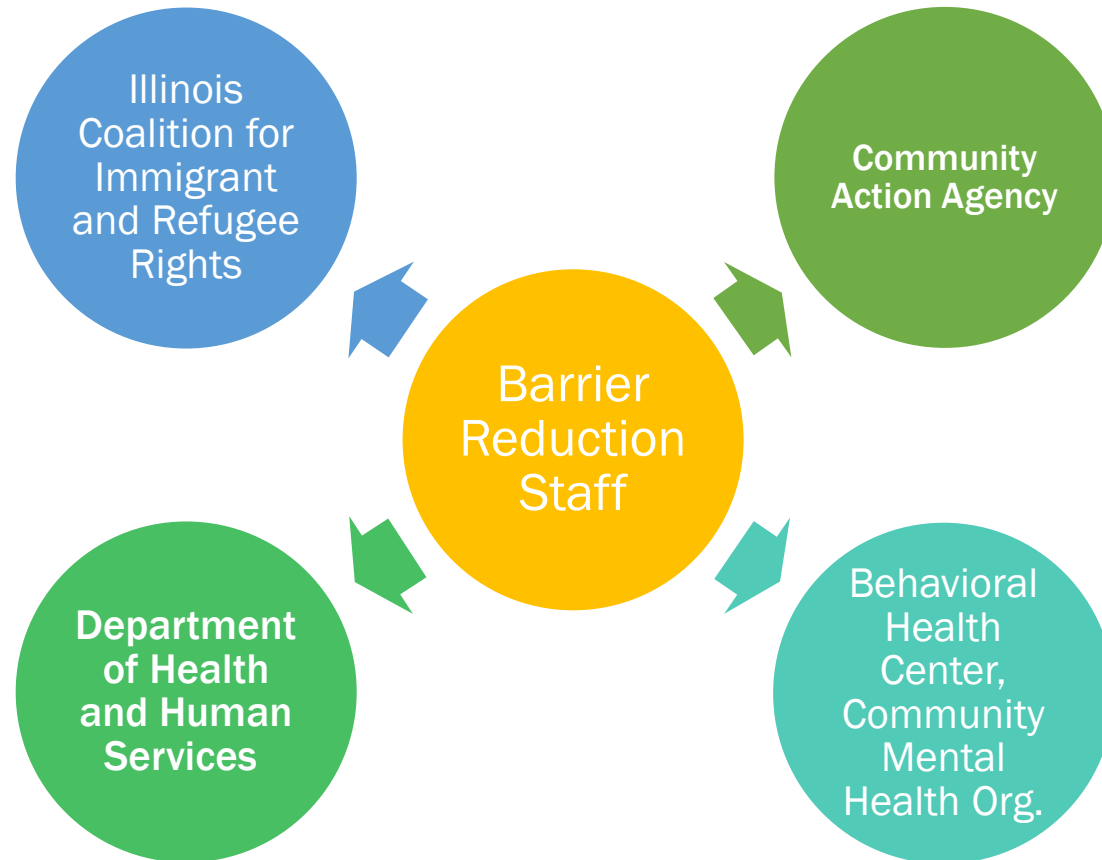 Illinois
Coalition for
Immigrant
and Refugee
Rights
Community
Action Agency
Barrier
Reduction
Staff
Department
of Health
and Human
Services
Behavioral
Health
Center,
Community
Mental
Health Org.